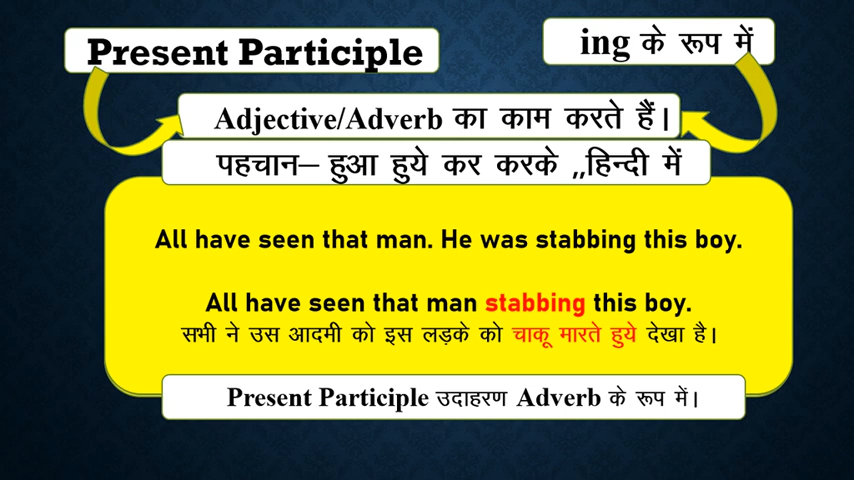 Present Participle
ing के रूप में
Adjective/Adverb का काम करते हैं।
पहचान– हुआ हुये कर करके ,,हिन्दी में
All have seen that man. He was stabbing this boy.
All have seen that man stabbing this boy.
सभी ने उस आदमी को इस लड़के को चाकू मारते हुये देखा है।
Present Participle उदाहरण Adverb के रूप में।